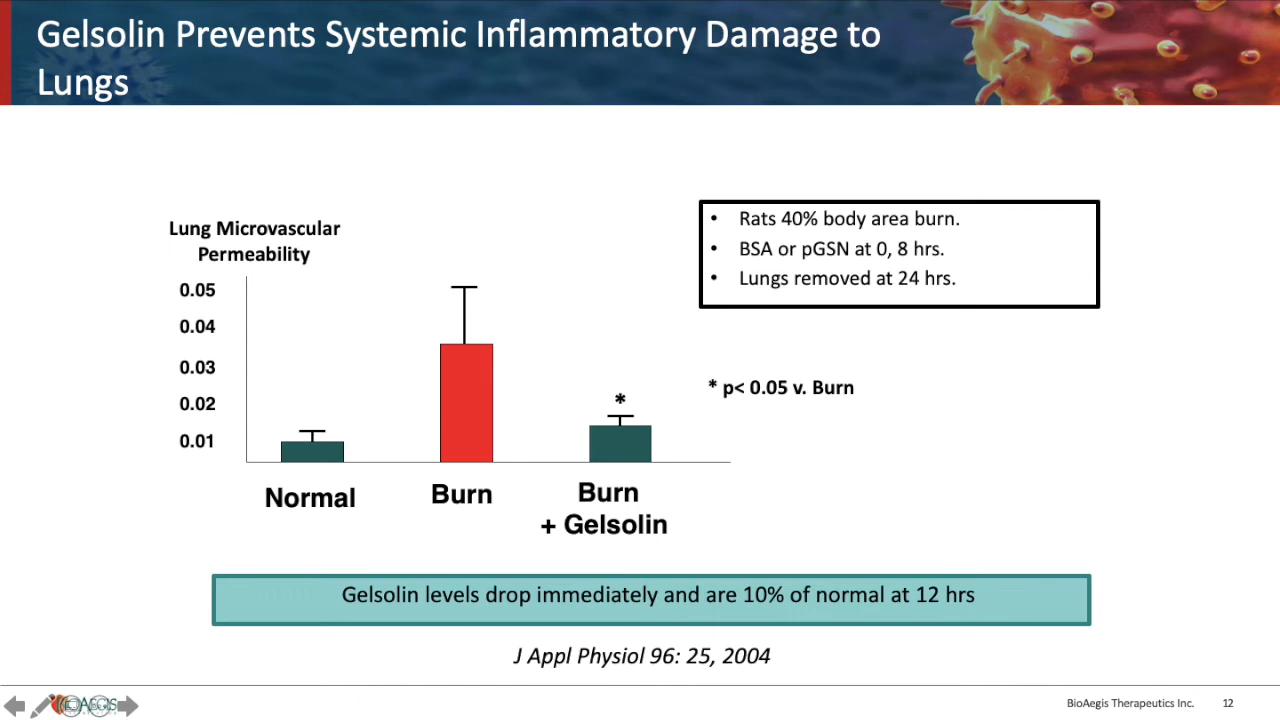 Gelsolin Prevents Systemic Inflammatory Damage to
Lungs
Lung Microvascular
Permeability
0.05
0.04
0.03
0.02
0.01
*
Normal
Burn
Burn
+ Gelsolin
• Rats 40% body area burn.
• BSA or pGSN at 0, 8 hrs.
• Lungs removed at 24 hrs.
* p< 0.05 v. Burn
Gelsolin levels drop immediately and are 10% of normal at 12 hrs
J Appl Physiol 96: 25, 2004
BioAegis Therapeutics Inc.
12